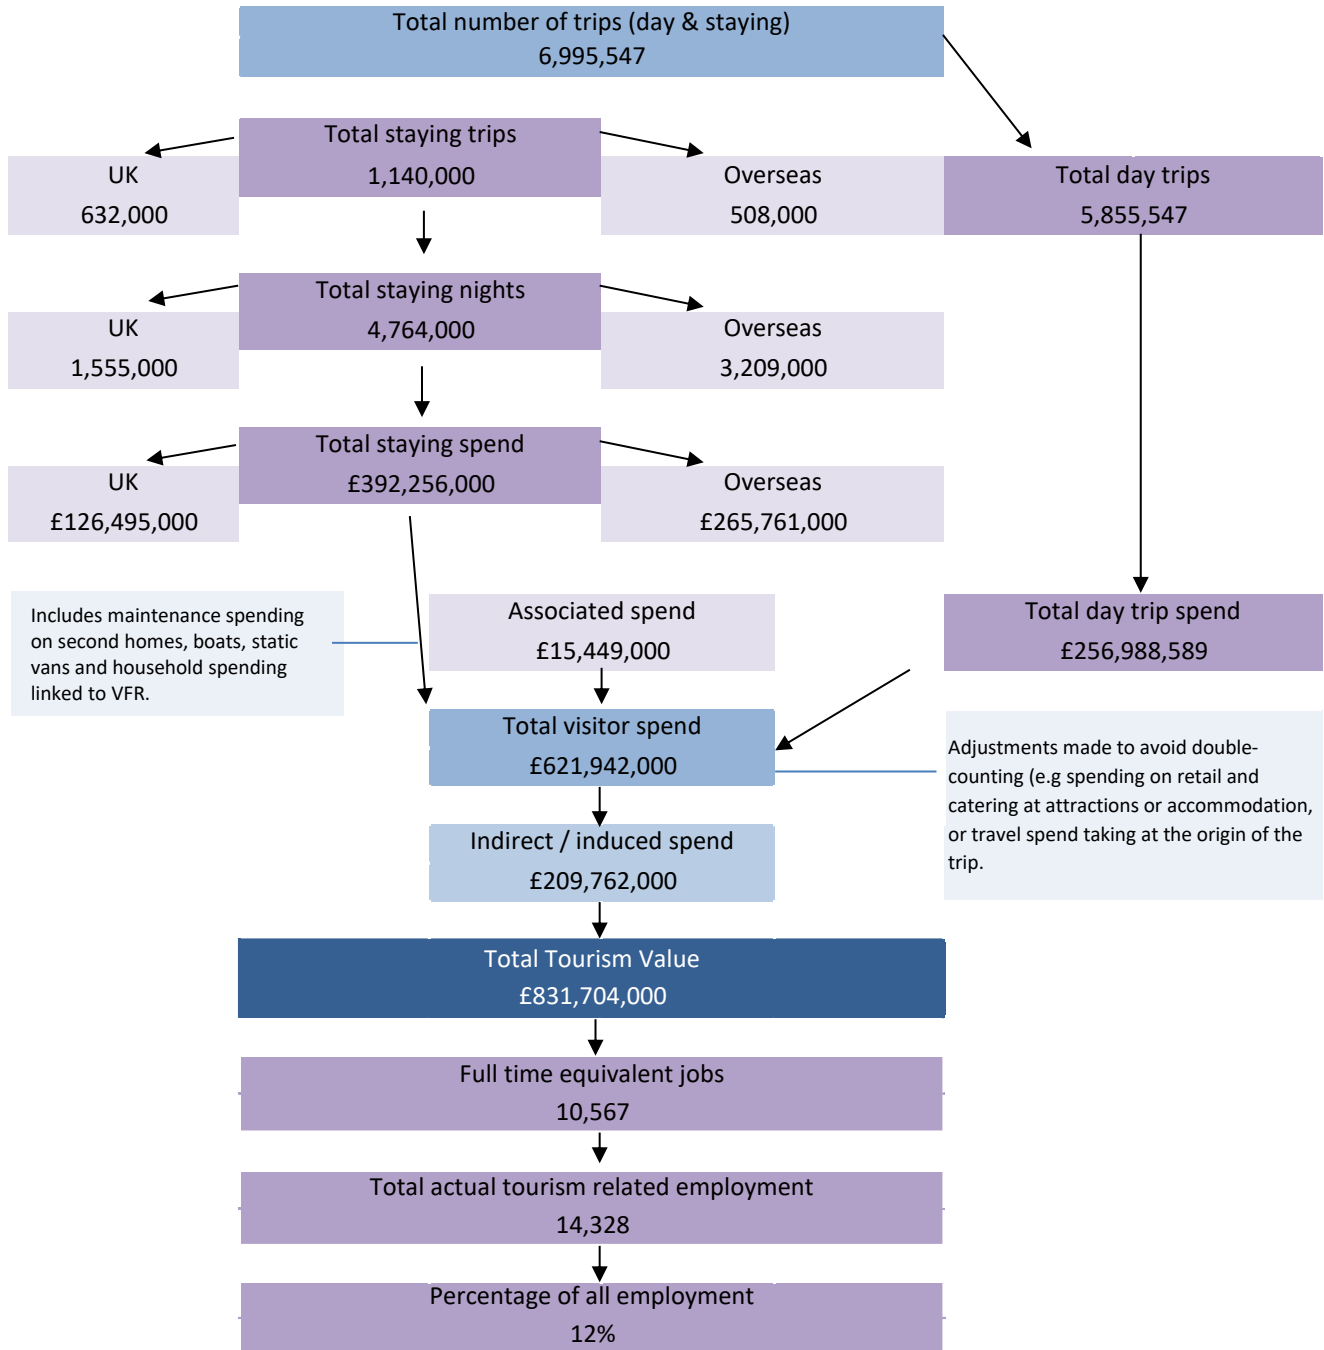 Total number of trips (day & staying)
6,995,547
Total staying trips
1,140,000
UK
632,000
Overseas
508,000
Total day trips
5,855,547
Total staying nights
4,764,000
UK
1,555,000
Overseas
3,209,000
Total staying spend
£392,256,000
UK
£126,495,000
Overseas
£265,761,000
Includes maintenance spending
on second homes, boats, static
vans and household spending
linked to VFR.
Associated spend
£15,449,000
Total day trip spend
£256,988,589
Total visitor spend
£621,942,000
Adjustments made to avoid double-
counting (e.g spending on retail and
catering at attractions or accommodation,
or travel spend taking at the origin of the
trip.
Indirect / induced spend
£209,762,000
Total Tourism Value
£831,704,000
Full time equivalent jobs
10,567
Total actual tourism related employment
14,328
Percentage of all employment
12%